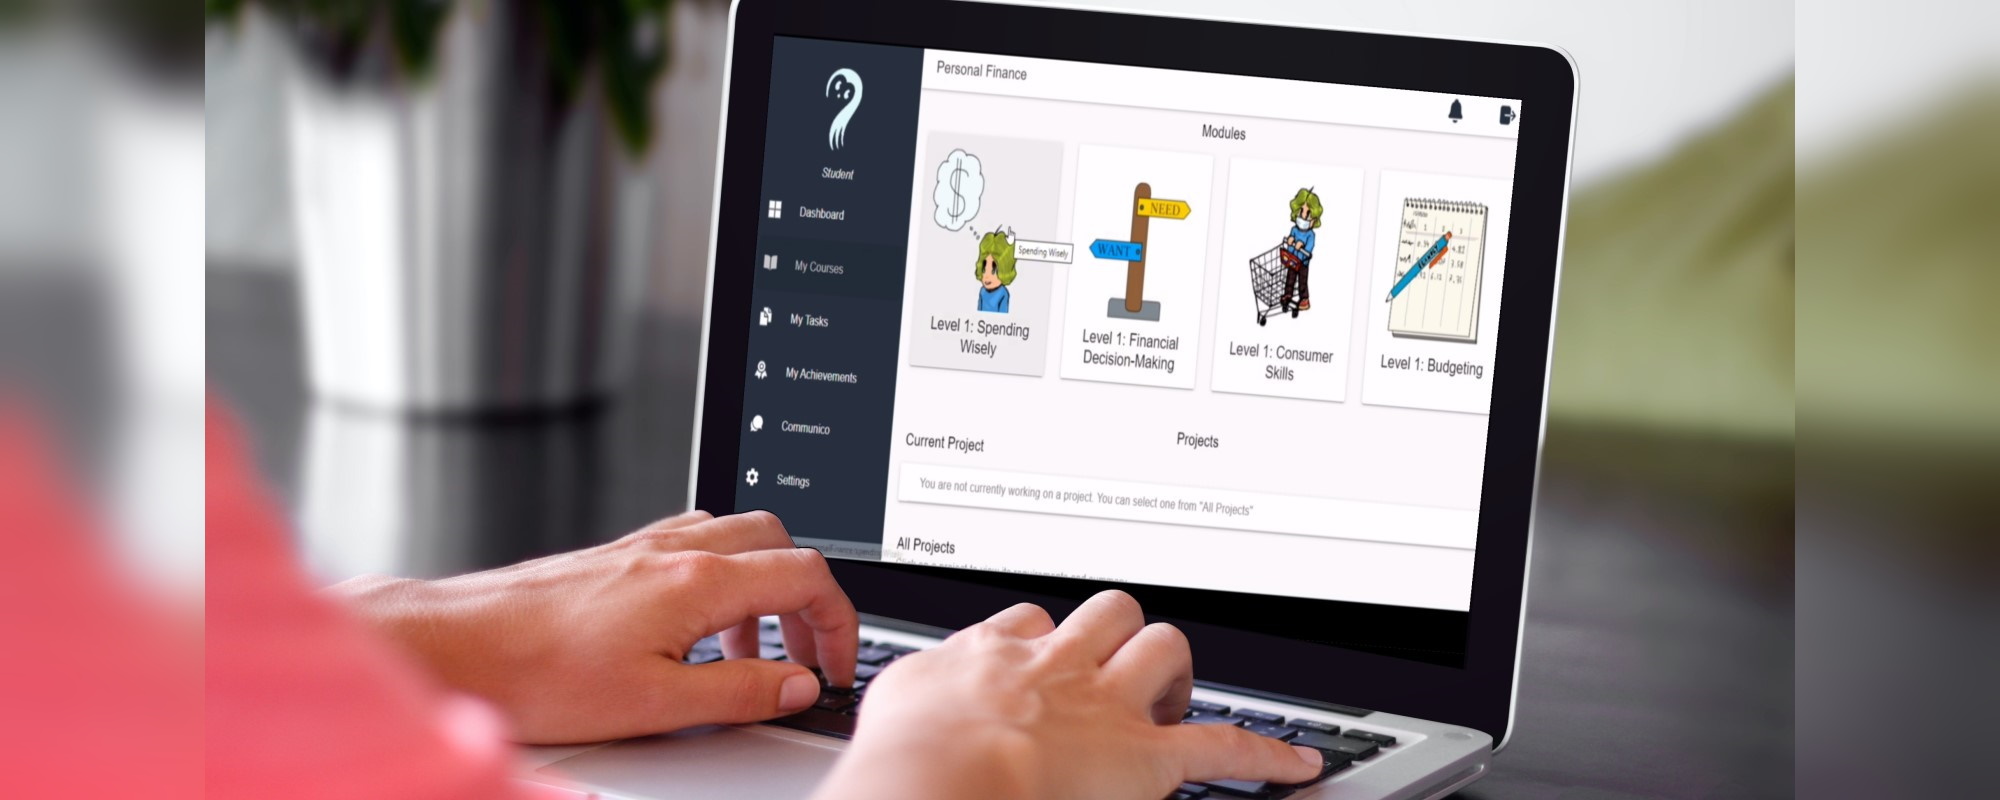 Personal Finance
Student
Dashboard
My Courses
My Tasks
My Achievements
Communico
Settings
Modules
Spending Wisely
Level 1: Spending
Wisely
NEED
WANT
Level 1: Financial
Decision-Making
Level 1: Consumer
Skills
Level 1: Budgeting
Projects
Current Project
You are not currently working on a project. You can select one from "All Projects"
All Projects